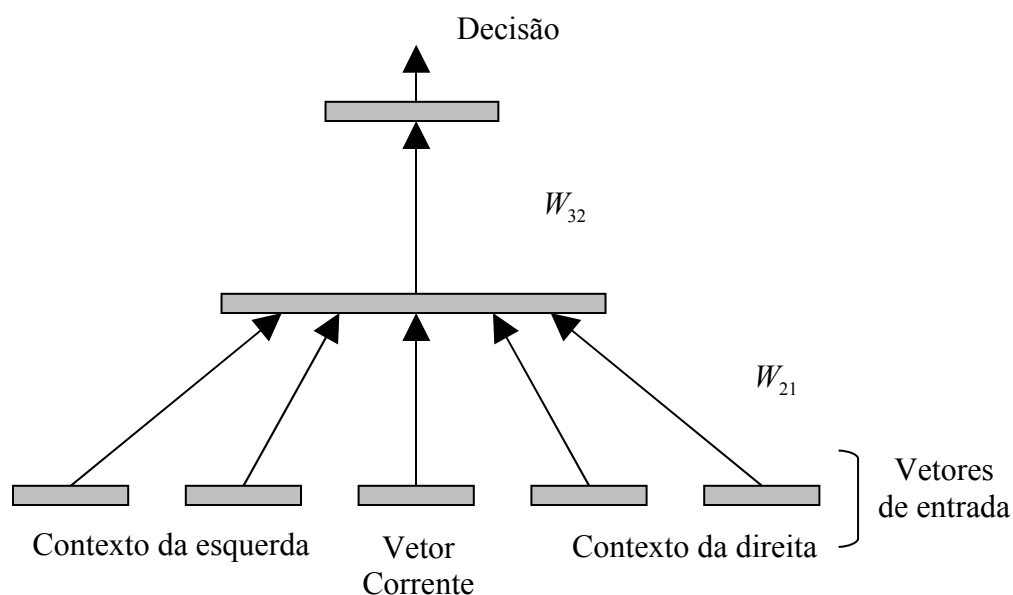 Decisão
W32
W21
Vetores
de entrada
Contexto da esquerda
Vetor
Corrente
Contexto da direita